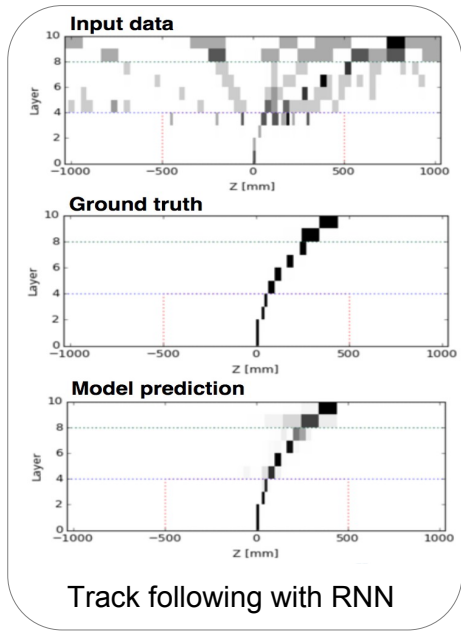 Input data
10
8
6
4
2
0
Layer
−1000 −500 0 500 1000
Z [mm]
Ground truth
10
8
6
4
2
0
Layer
−1000 −500 0 500 1000
Z [mm]
Model prediction
10
8
6
4
2
0
Layer
−1000 −500 0 500 1000
Z [mm]
Track following with RNN